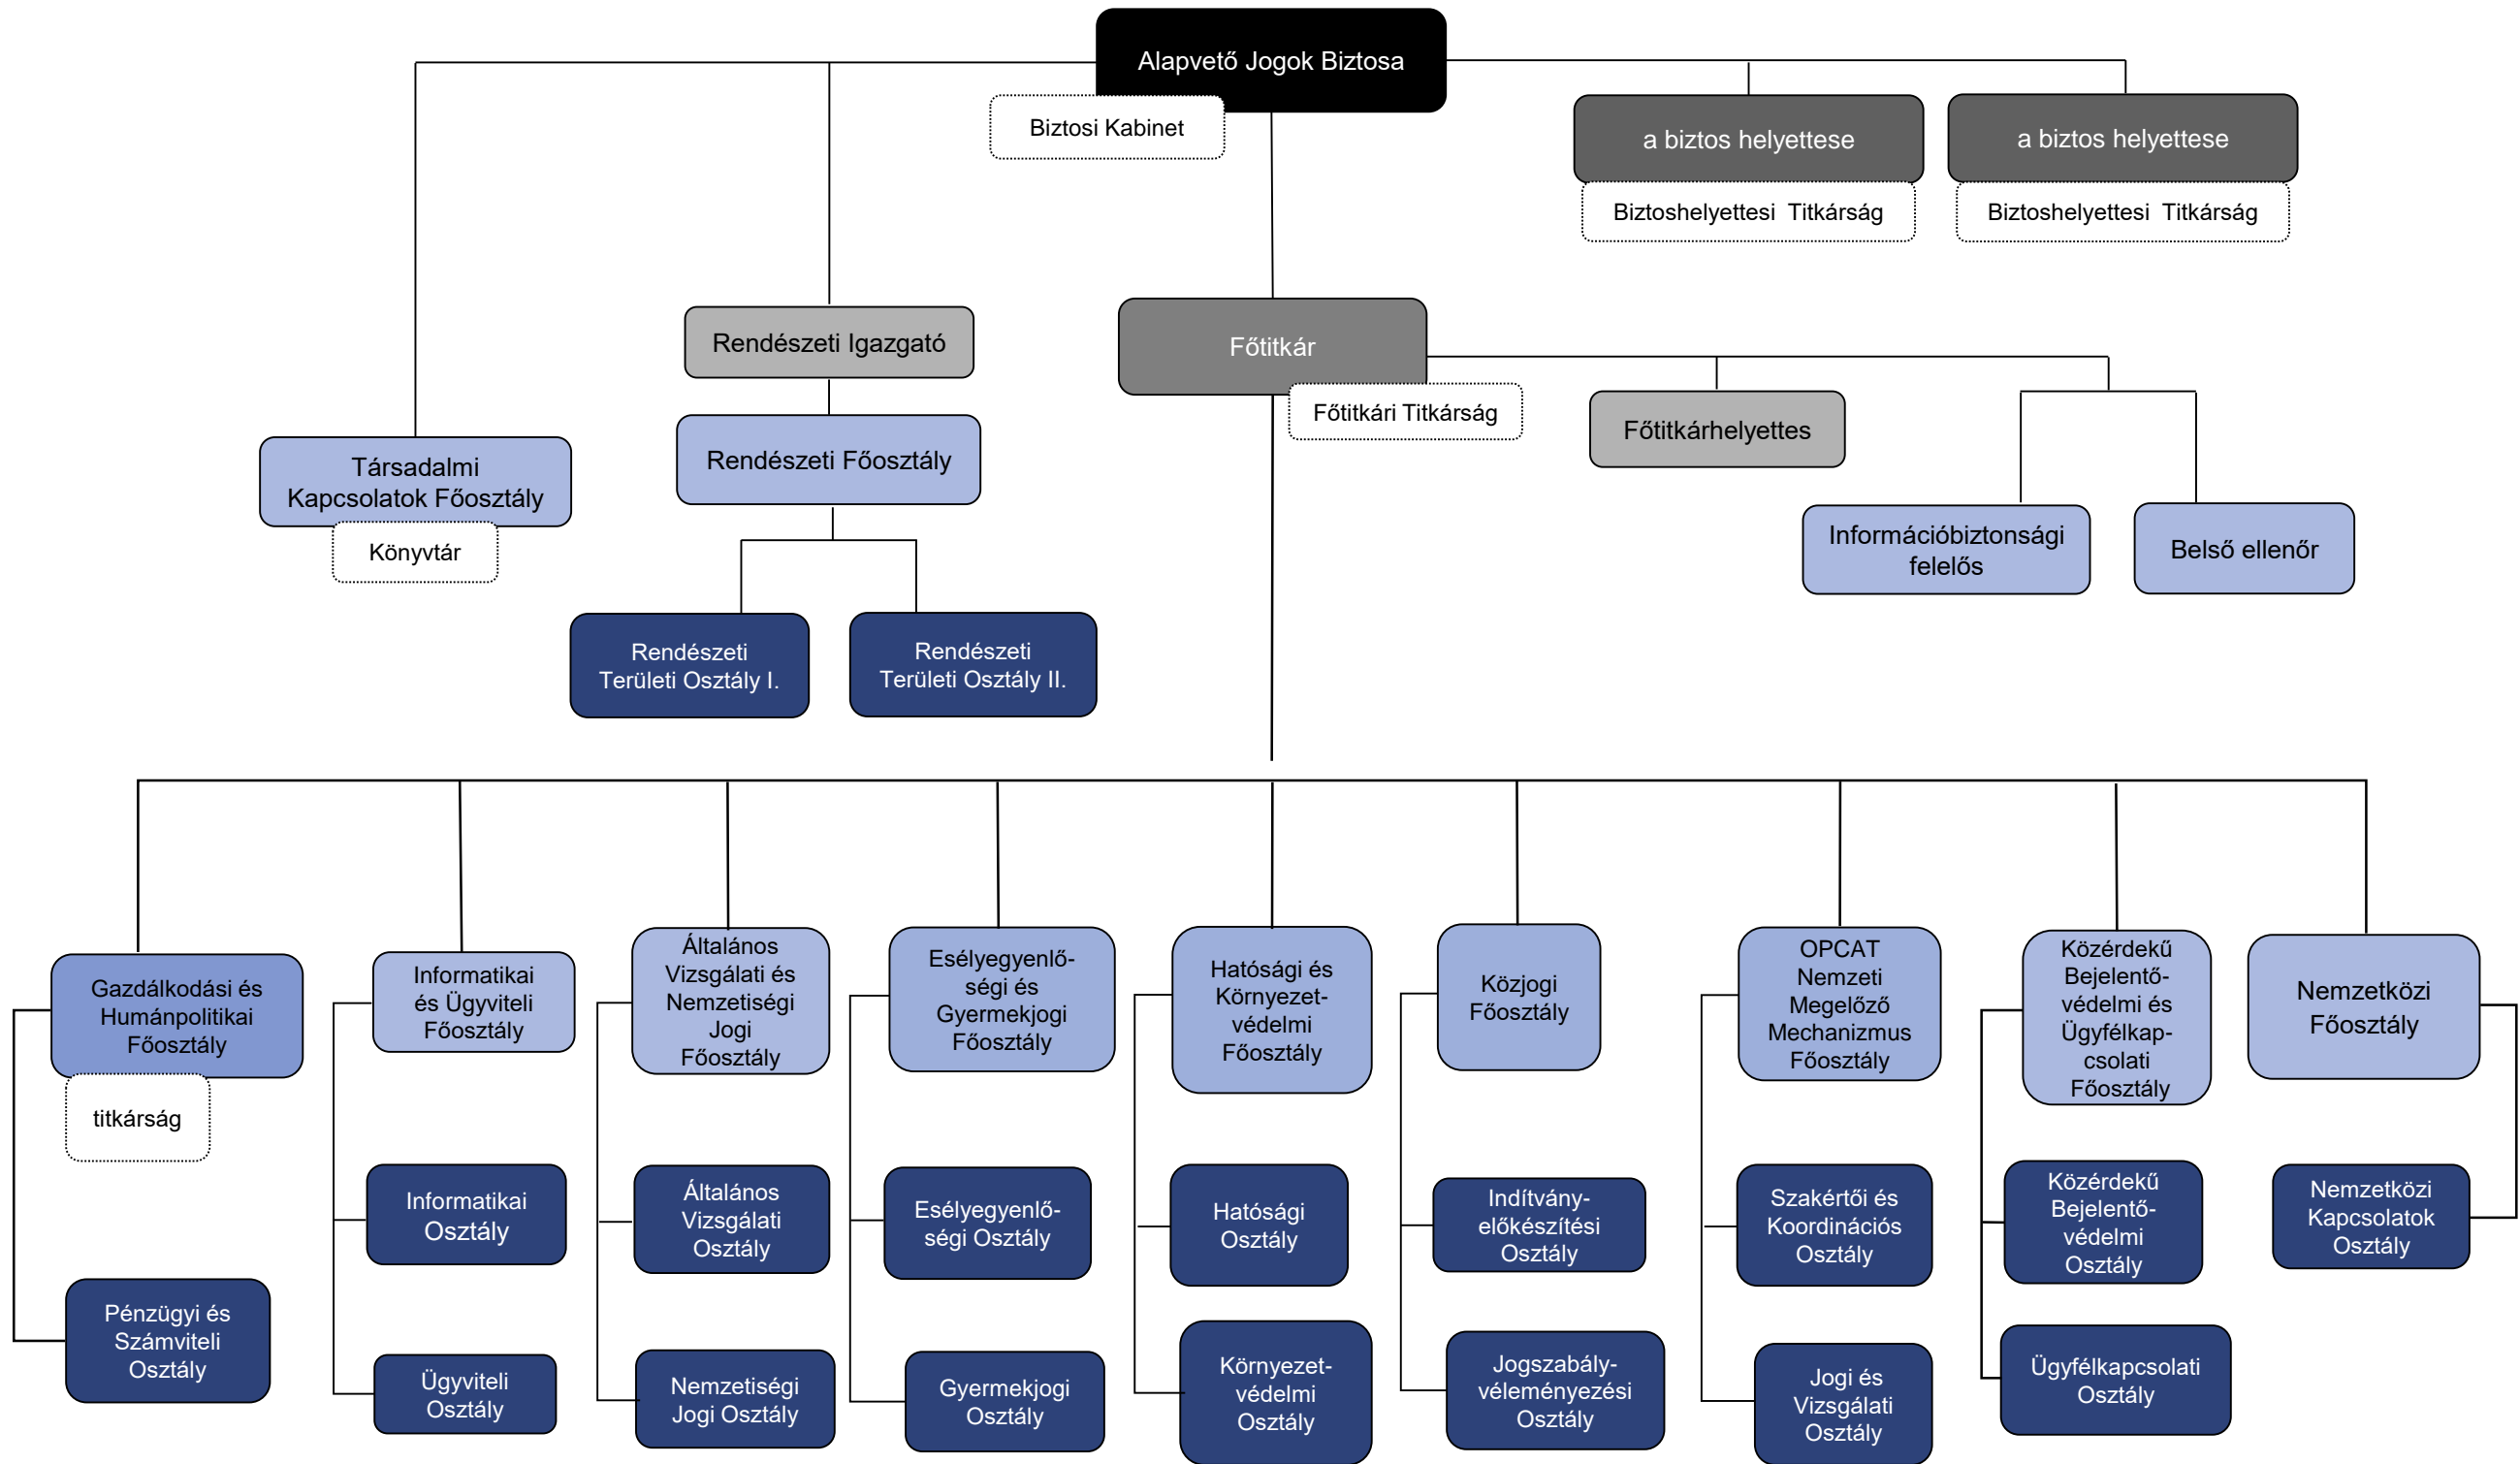 Alapvető Jogok Biztosa
Biztosi Kabinet
a biztos helyettese
Biztoshelyettesi Titkárság
a biztos helyettese
Biztoshelyettesi Titkárság
Rendészeti Igazgató
Főtitkár
Főtitkári Titkárság
Főtitkárhelyettes
Társadalmi
Kapcsolatok Főosztály
Könyvtár
Rendészeti Főosztály
Információbiztonsági
felelős
Belső ellenőr
Rendészeti
Területi Osztály I.
Rendészeti
Területi Osztály II.
Gazdálkodási és
Humánpolitikai
Főosztály
titkárság
Informatikai
és Ügyviteli
Főosztály
Általános
Vizsgálati és
Nemzetiségi
Jogi
Főosztály
Esélyegyenlő-
ségi és
Gyermekjogi
Főosztály
Hatósági és
Környezet-
védelmi
Főosztály
Közjogi
Főosztály
OPCAT
Nemzeti
Megelőző
Mechanizmus
Főosztály
Közérdekű
Bejelentő-
védelmi és
Ügyfélkap-
csolati
Főosztály
Nemzetközi
Főosztály
Informatikai
Osztály
Általános
Vizsgálati
Osztály
Esélyegyenlő-
ségi Osztály
Hatósági
Osztály
Indítvány-
előkészítési
Osztály
Szakértői és
Koordinációs
Osztály
Közérdekű
Bejelentő-
védelmi
Osztály
Nemzetközi
Kapcsolatok
Osztály
Pénzügyi és
Számviteli
Osztály
Ügyviteli
Osztály
Nemzetiségi
Jogi Osztály
Gyermekjogi
Osztály
Környezet-
védelmi
Osztály
Jogszabály-
véleményezési
Osztály
Jogi és
Vizsgálati
Osztály
Ügyfélkapcsolati
Osztály